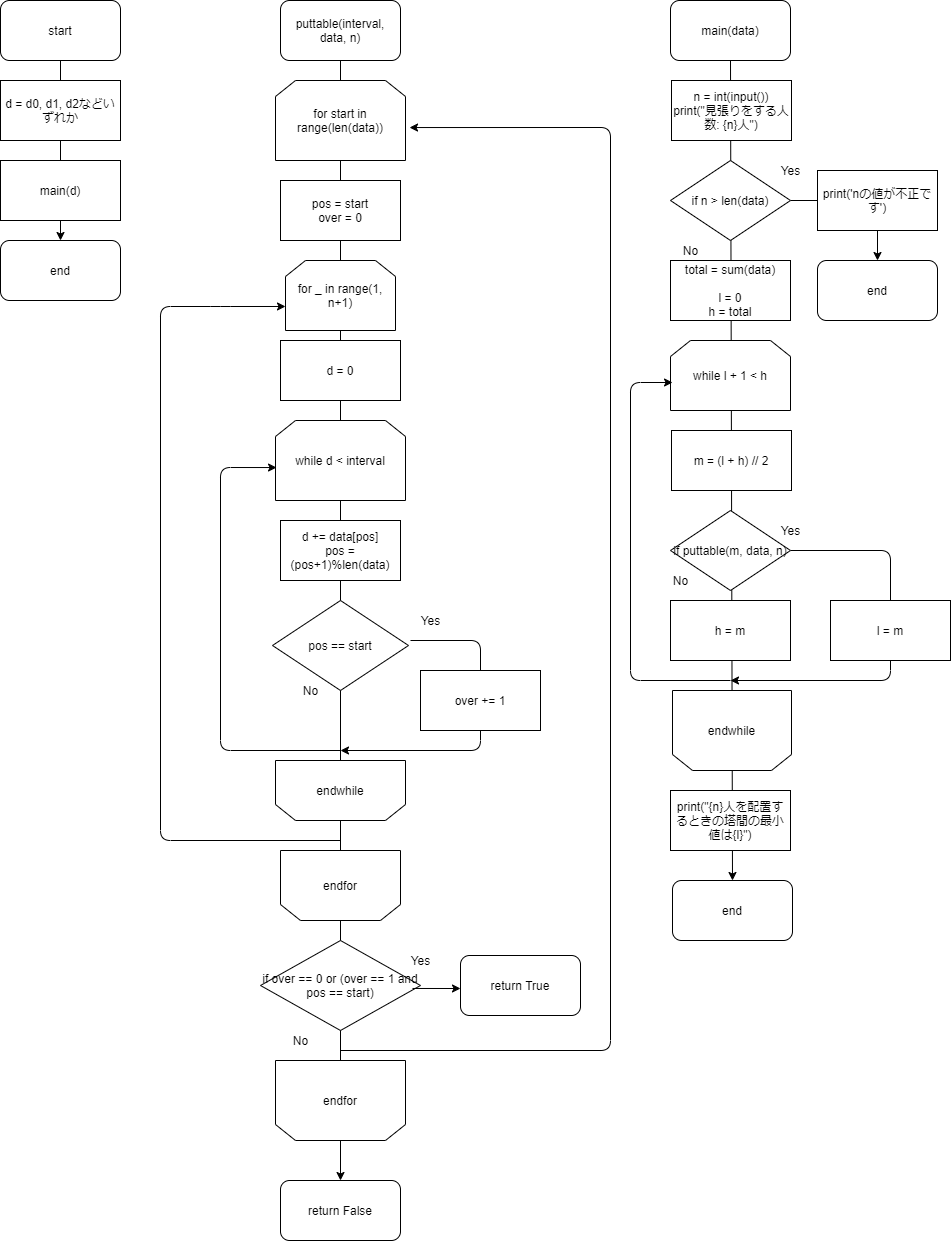 start
d = d0, d1, d2などい
ずれか
main(d)
end
puttable(interval,
data, n)
for start in
range(len(data))
pos = start
over = 0
for _ in range(1,
n+1)
d = 0
while d < interval
d += data[pos]
pos =
(pos+1)%len(data)
pos == start
Yes
No
over += 1
endwhile
endfor
if over == 0 or (over == 1 and
pos == start)
Yes
return True
No
endfor
return False
main(data)
n = int(input())
print("見張りをする人
数: {n}人")
if n > len(data)
Yes
print('nの値が不正で
す')
end
No
total = sum(data)
l = 0
h = total
while l + 1 < h
m = (l + h) // 2
if puttable(m, data, n)
Yes
No
h = m
l = m
endwhile
print("{n}人を配置す
るときの塔間の最小
値は{l}")
end